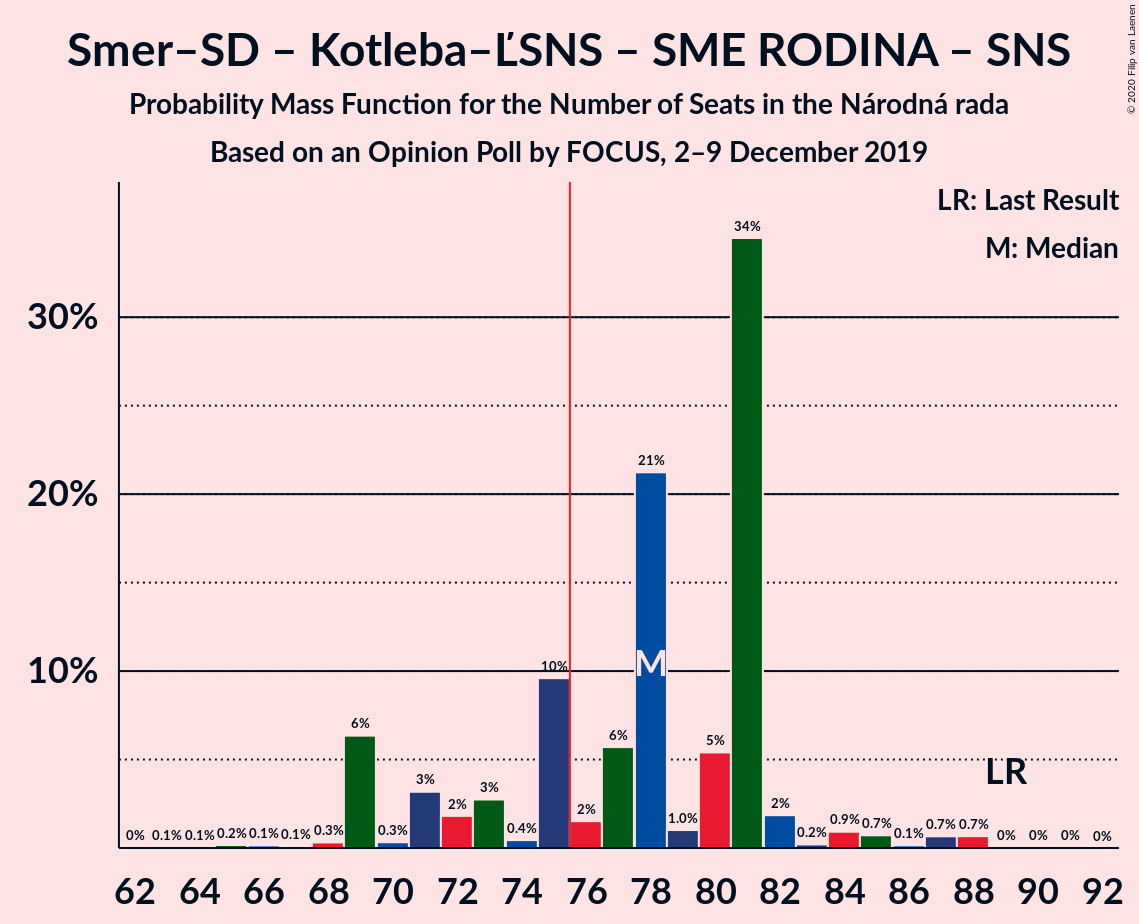 Smer–SD – Kotleba–ĽSNS – SME RODINA – SNS
Probability Mass Function for the Number of Seats in the Národná rada
Based on an Opinion Poll by FOCUS, 2–9 December 2019
© 2020 Filip van Laenen
LR: Last Result
M: Median
30%
20%
10%
0% 0.1% 0.1% 0.2% 0.1% 0.1% 0.3% 6% 0.3% 3% 2% 3% 0.4% 10% 2% 6% 21% 1.0% 5% 34% 2% 0.2% 0.9% 0.7% 0.1% 0.7% 0.7% 0% 0% 0% 0%
M
LR
62 64 66 68 70 72 74 76 78 80 82 84 86 88 90 92